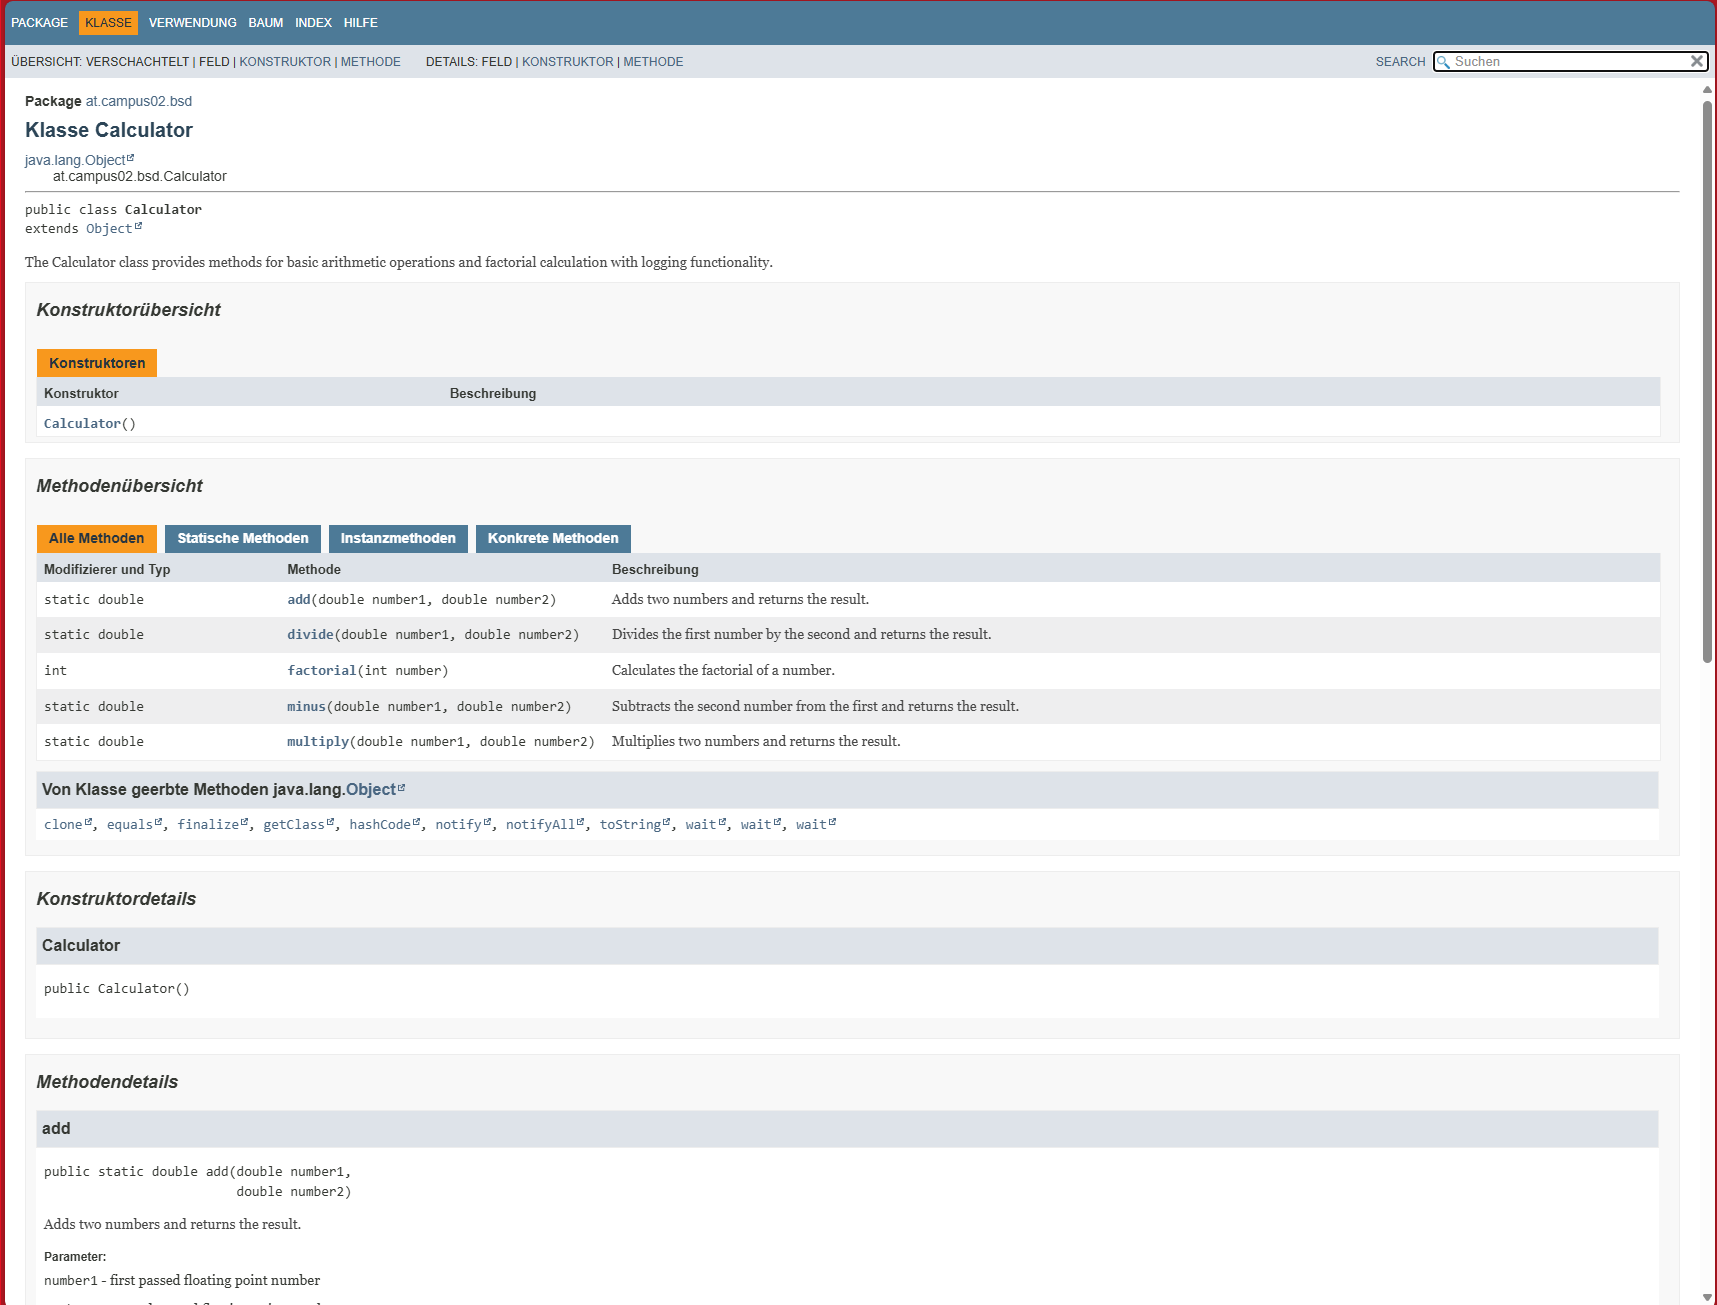 PACKAGE KLASSE VERWENDUNG BAUM INDEX HILFE
ÜBERSICHT: VERSCHACHTELT | FELD | KONSTRUKTOR | METHODE DETAILS: FELD | KONSTRUKTOR | METHODE SEARCH Suchen
Package at.campus02.bsd
Klasse Calculator
java.lang.Object
at.campus02.bsd.Calculator
public class Calculator
extends Object
The Calculator class provides methods for basic arithmetic operations and factorial calculation with logging functionality.
Konstruktorübersicht
Konstruktoren
Konstruktor Beschreibung
Calculator()
Methodenübersicht
Alle Methoden Statische Methoden Instanzmethoden Konkrete Methoden
Modifizierer und Typ Methode Beschreibung
static double add(double number1, double number2) Adds two numbers and returns the result.
static double divide(double number1, double number2) Divides the first number by the second and returns the result.
int factorial(int number) Calculates the factorial of a number.
static double minus(double number1, double number2) Subtracts the second number from the first and returns the result.
static double multiply(double number1, double number2) Multiplies two numbers and returns the result.
Von Klasse geerbte Methoden java.lang.Object
clone, equals, finalize, getClass, hashCode, notify, notifyAll, toString, wait, wait, wait
Konstruktordetails
Calculator
public Calculator()
Methodendetails
add
public static double add(double number1,
double number2)
Adds two numbers and returns the result.
Parameter:
number1 - first passed floating point number